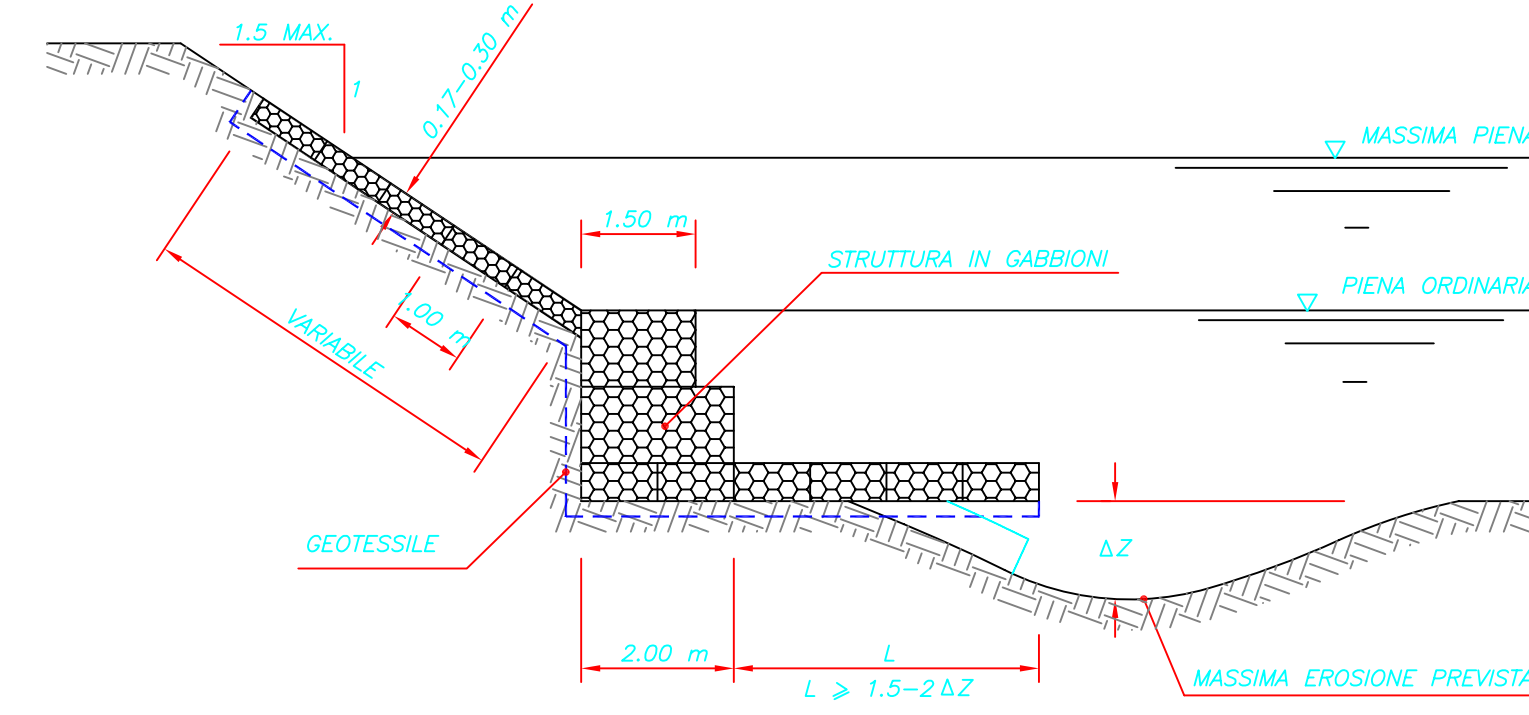 1.5 MAX.
1
0.17-0.30 m
MASSIMA PIENA
1.50 m
STRUTTURA IN GABBIONI
PIENA ORDINARIA
1.00 m
VARIABILE
GEOTESSILE
ΔZ
2.00 m
L
L ⩾ 1.5-2 ΔZ
MASSIMA EROSIONE PREVISTA